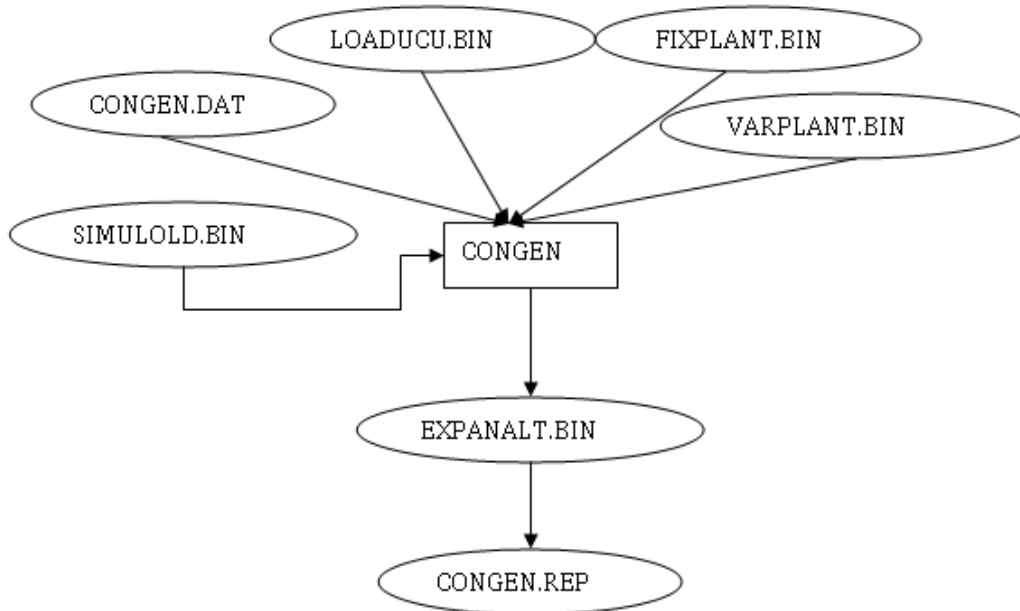 LOADUCU.BIN
FIXPLANT.BIN
CONGEN.DAT
VARPLANT.BIN
SIMULOLD.BIN
CONGEN
EXPANALT.BIN
CONGEN.REP